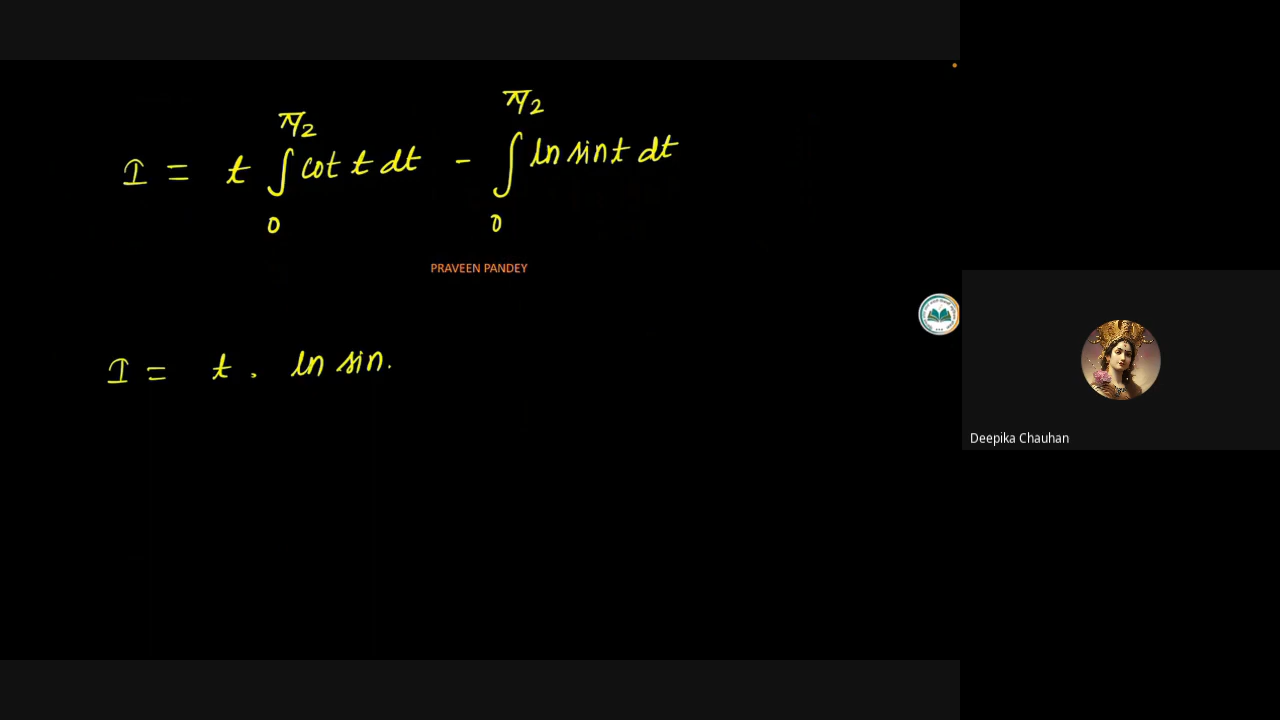 I = t ∫₀^{π/2} cot t dt - ∫₀^{π/2} ln sin t dt
PRAVEEN PANDEY
I = t . ln sin.
Deepika Chauhan